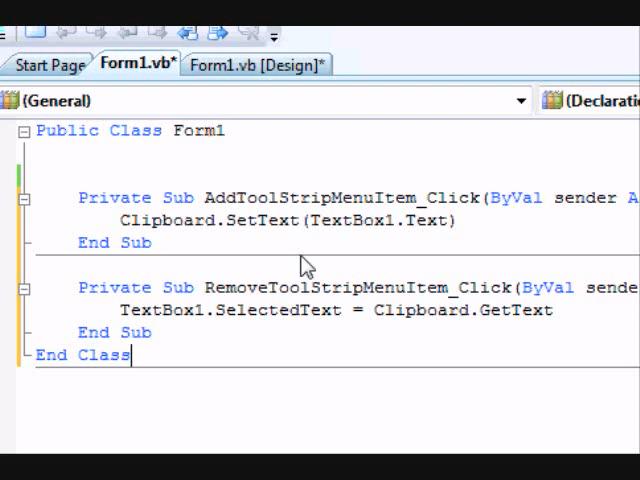 Start Page Form1.vb* Form1.vb [Design]*
(General) (Declaratio
Public Class Form1
Private Sub AddToolStripMenuItem_Click(ByVal sender A
Clipboard.SetText(TextBox1.Text)
End Sub
Private Sub RemoveToolStripMenuItem_Click(ByVal sende
TextBox1.SelectedText = Clipboard.GetText
End Sub
End Class